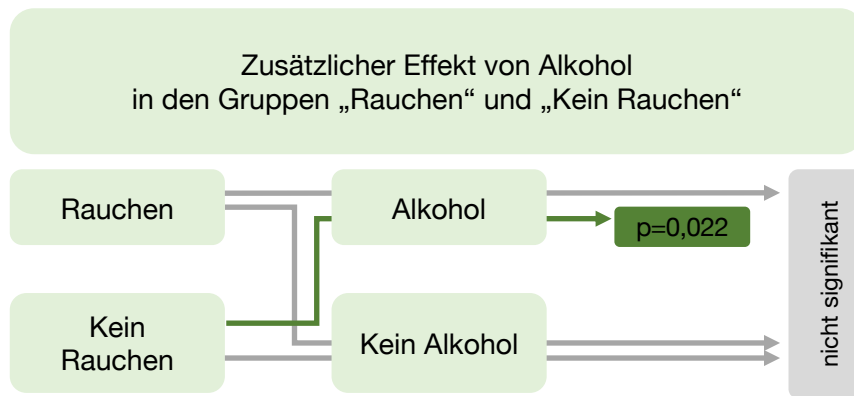 Zusätzlicher Effekt von Alkohol
in den Gruppen „Rauchen“ und „Kein Rauchen“
Rauchen
Alkohol
p=0,022
Kein
Rauchen
Kein Alkohol
nicht signifikant